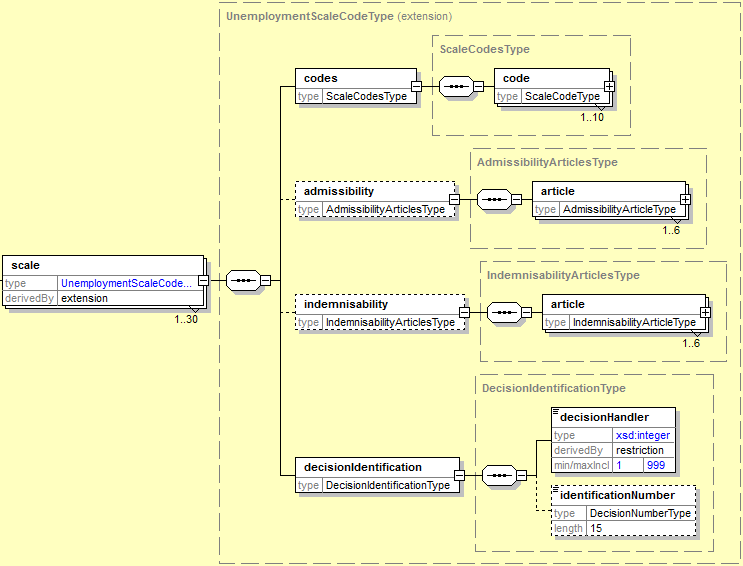 UnemploymentScaleCodeType (extension)
ScaleCodesType
codes
type ScaleCodesType
code
type ScaleCodeType
1..10
AdmissibilityArticlesType
admissibility
type AdmissibilityArticlesType
article
type AdmissibilityArticleType
1..6
scale
type UnemploymentScaleCode...
derivedBy extension
1..30
IndemnisabilityArticlesType
indemnisability
type IndemnisabilityArticlesType
article
type IndemnisabilityArticleType
1..6
DecisionIdentificationType
decisionIdentification
type DecisionIdentificationType
decisionHandler
type xsd:integer
derivedBy restriction
min/maxIncl 1 999
identificationNumber
type DecisionNumberType
length 15